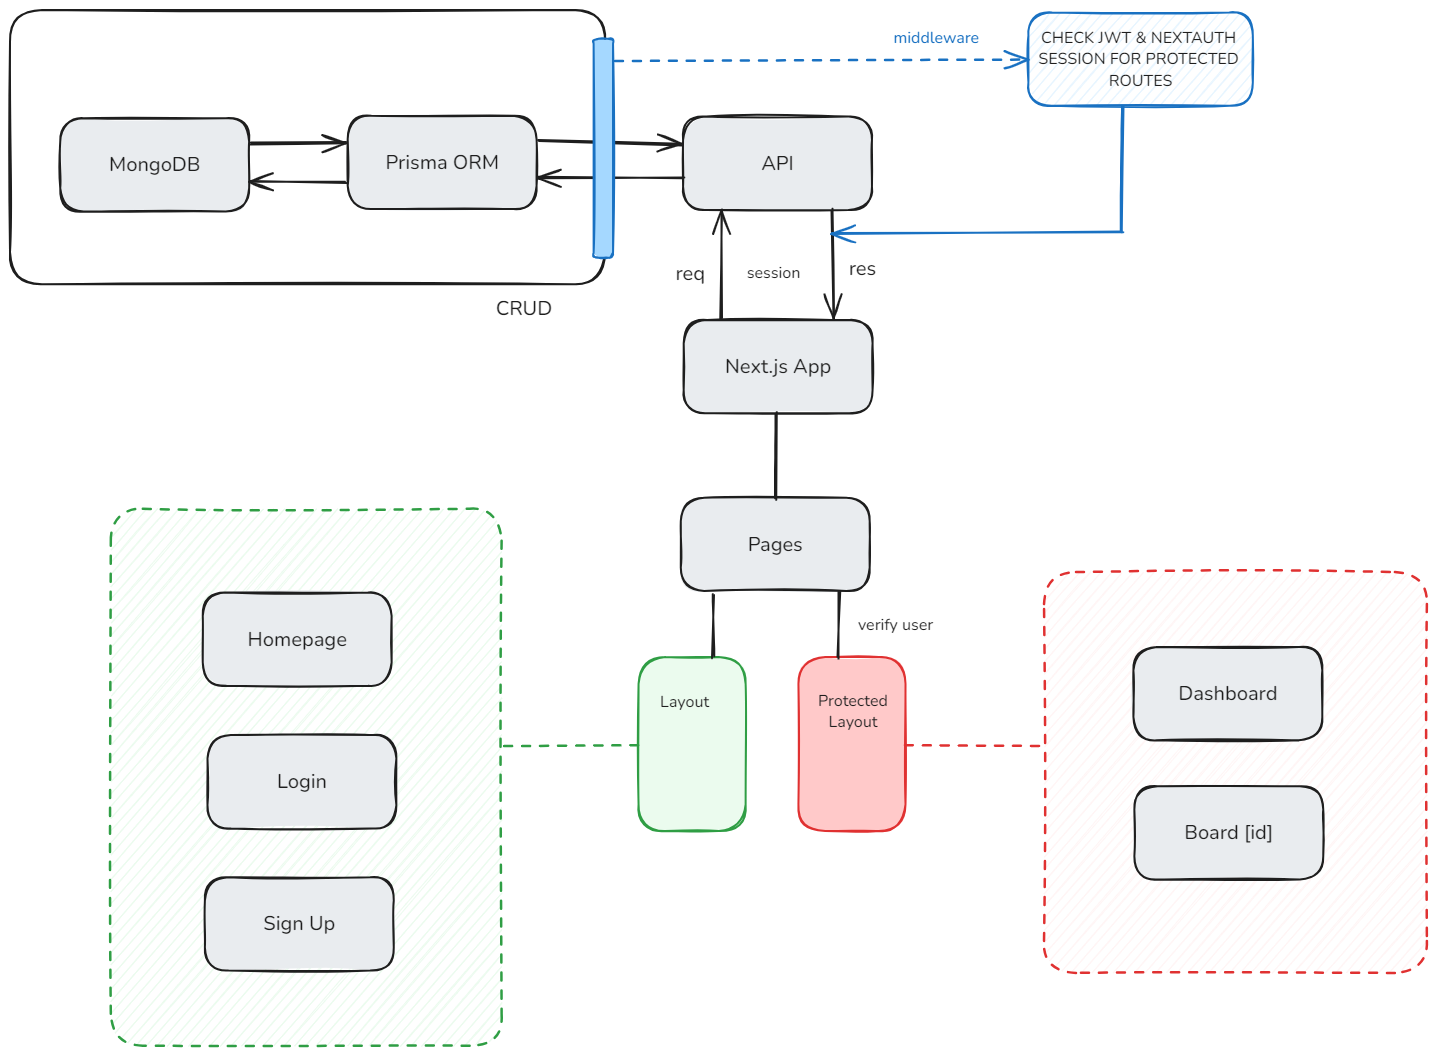 middleware
CHECK JWT & NEXTAUTH
SESSION FOR PROTECTED
ROUTES
MongoDB
Prisma ORM
API
req
session
res
CRUD
Next.js App
Pages
verify user
Homepage
Login
Sign Up
Layout
Protected
Layout
Dashboard
Board [id]